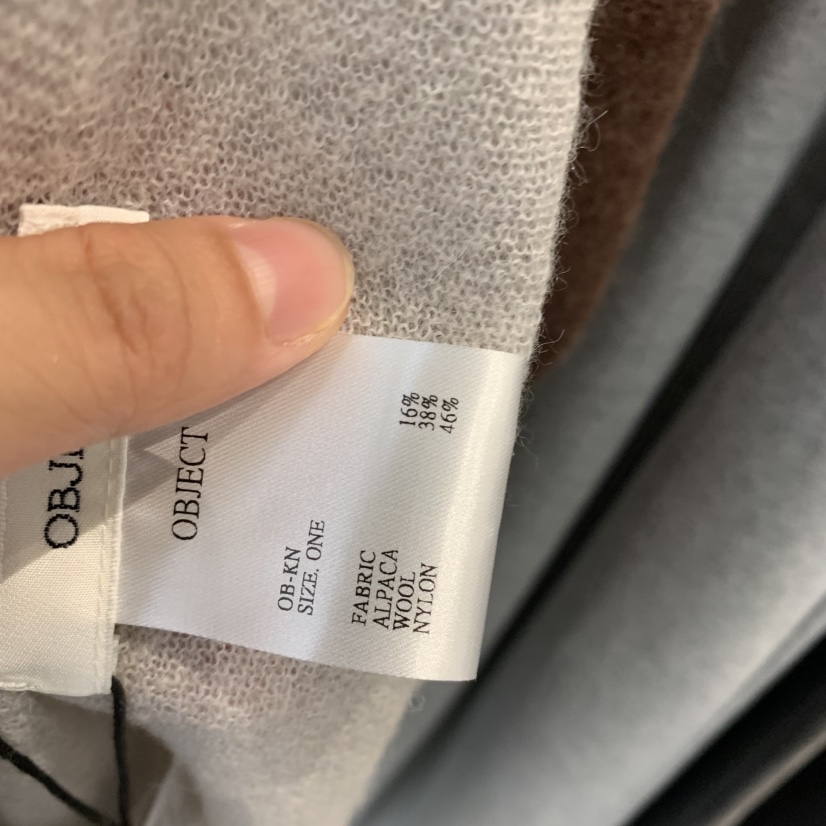 OBJECT
OB-KN
SIZE. ONE
FABRIC
ALPACA 16%
WOOL 38%
NYLON 46%